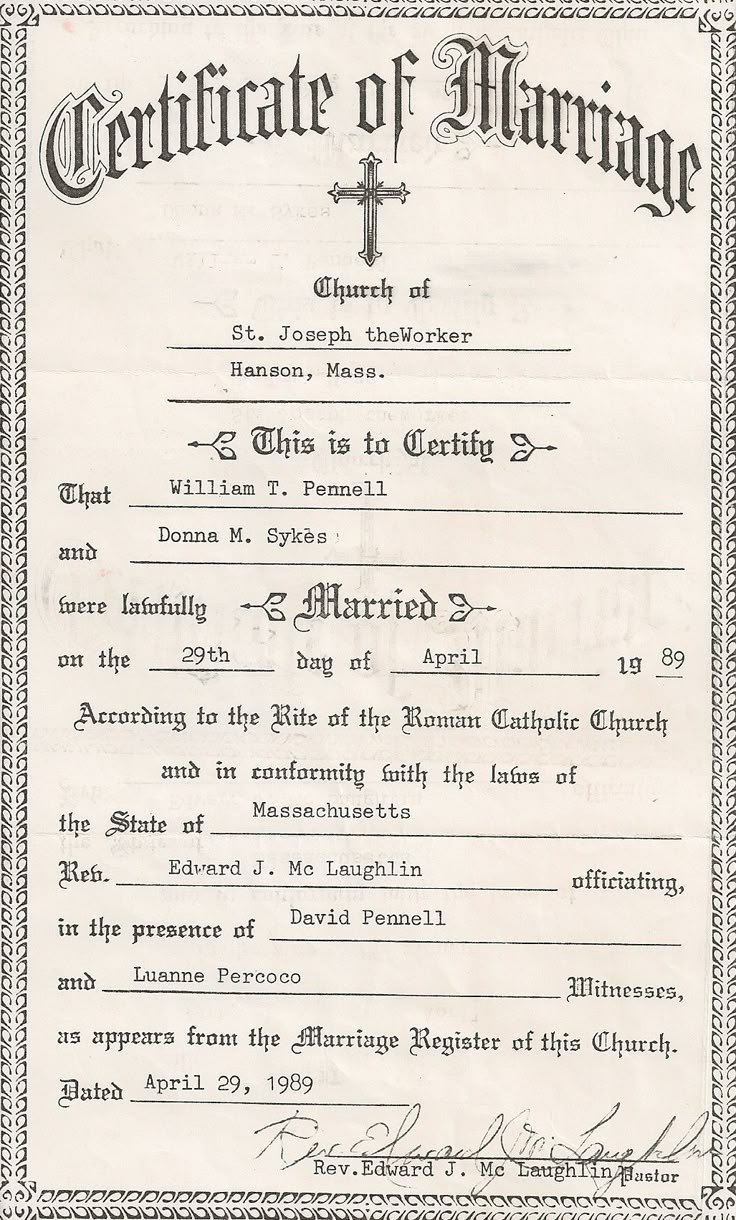 Certificate of Marriage
Church of
St. Joseph theWorker
Hanson, Mass.
This is to Certify
That William T. Pennell
and Donna M. Sykes
were lawfully Married
on the 29th day of April 19 89
According to the Rite of the Roman Catholic Church
and in conformity with the laws of
the State of Massachusetts
Rev. Edward J. Mc Laughlin officiating,
in the presence of David Pennell
and Luanne Percoco Witnesses,
as appears from the Marriage Register of this Church.
Dated April 29, 1989
Rev. Edward J. Mc Laughlin
Rev.Edward J. Mc Laughlin Pastor